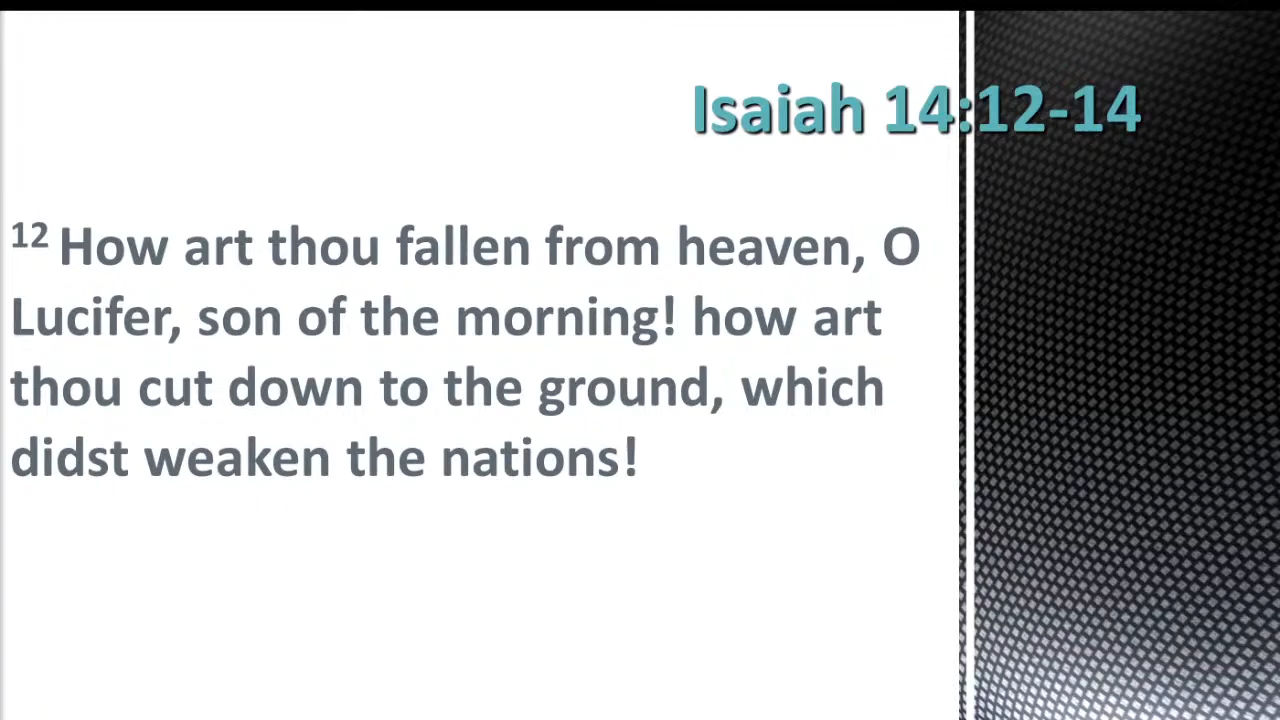 Isaiah 14:12-14
12 How art thou fallen from heaven, O
Lucifer, son of the morning! how art
thou cut down to the ground, which
didst weaken the nations!